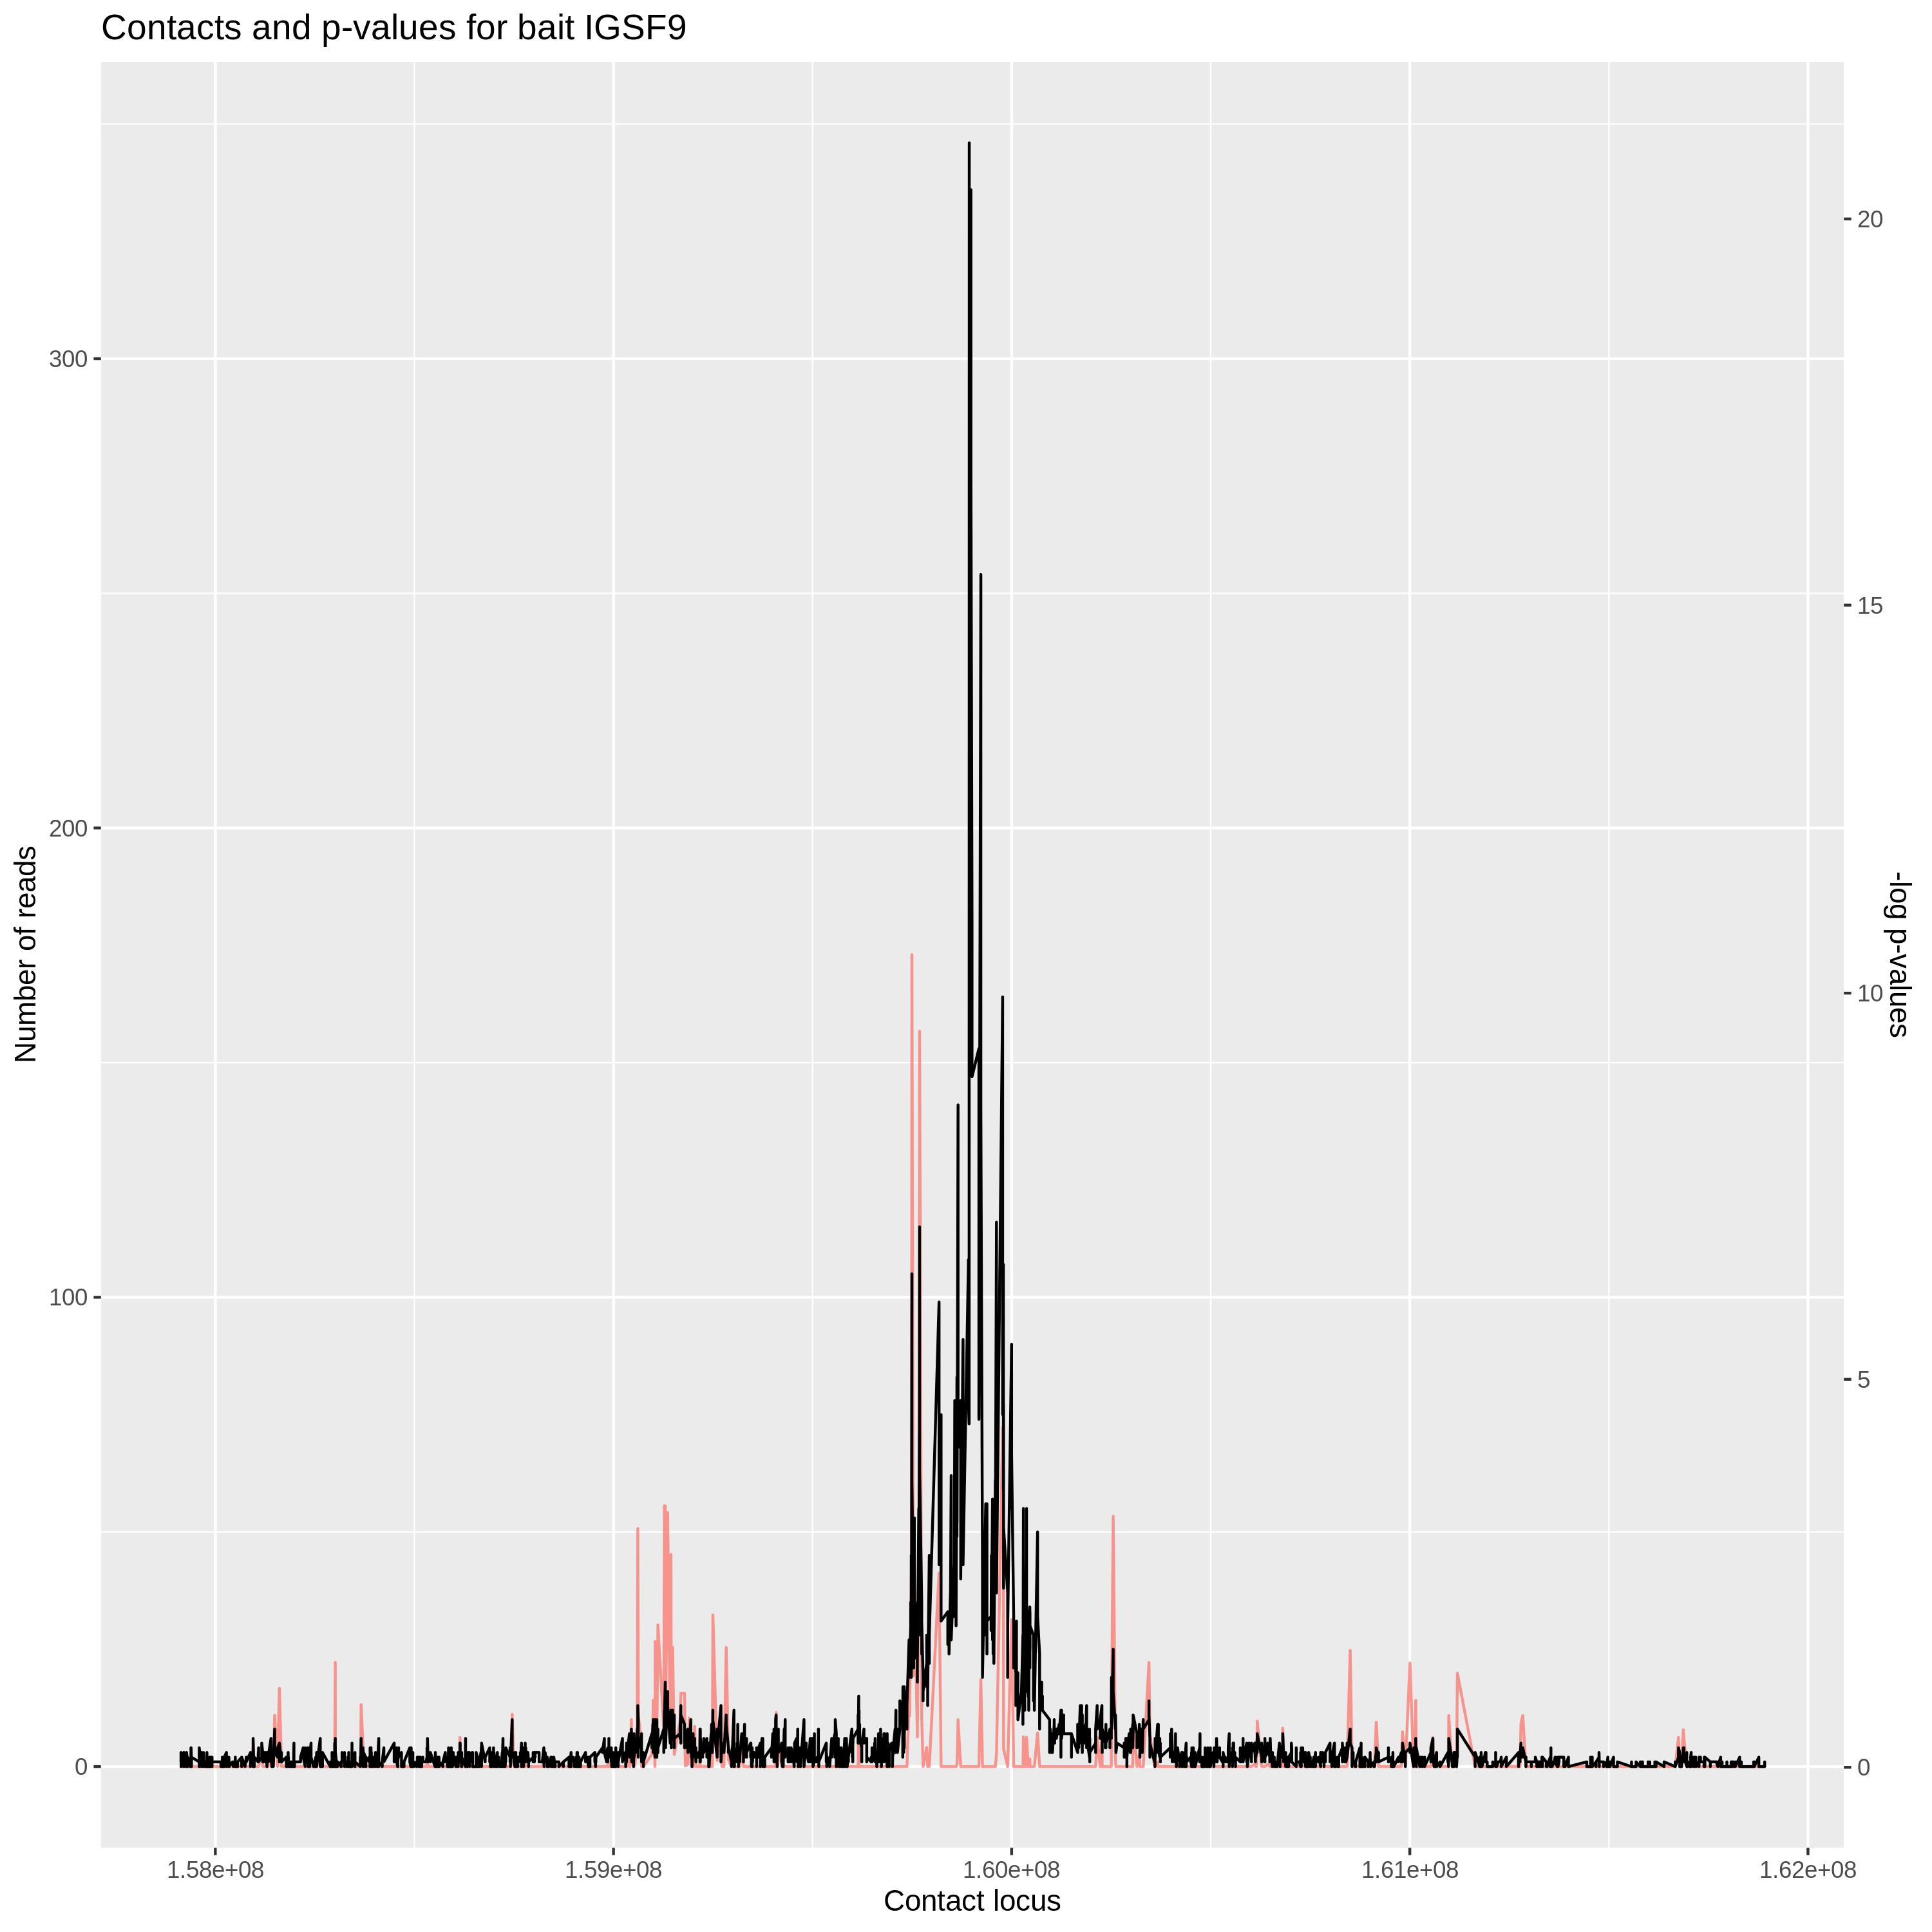 Contacts and p-values for bait IGSF9
Number of reads
300
200
100
0
20
15
10
5
0
-log p-values
1.58e+08
1.59e+08
1.60e+08
1.61e+08
1.62e+08
Contact locus